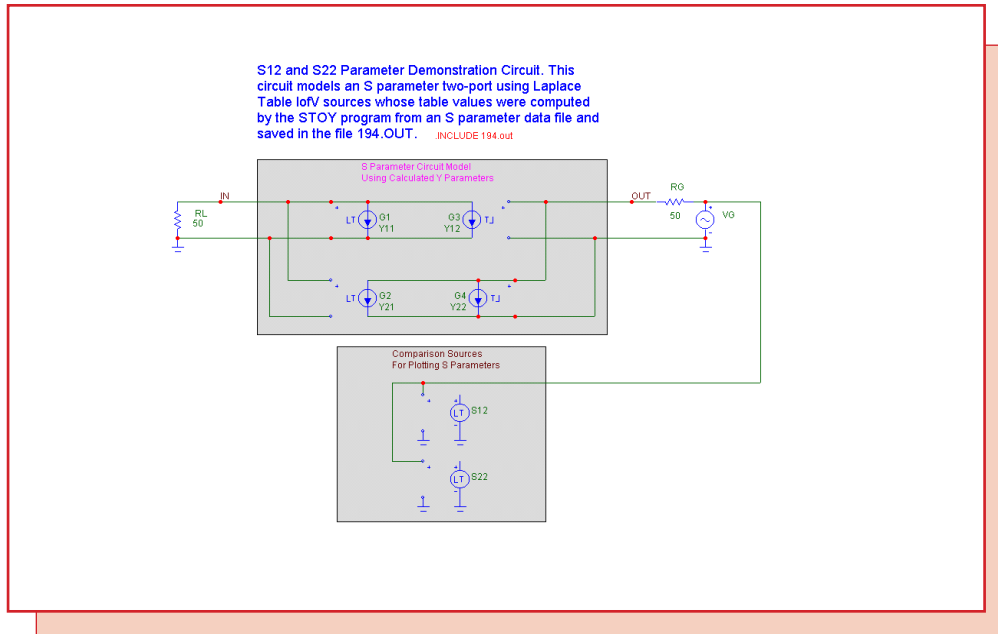 S12 and S22 Parameter Demonstration Circuit. This
circuit models an S parameter two-port using Laplace
Table IofV sources whose table values were computed
by the STOY program from an S parameter data file and
saved in the file 194.OUT.
.INCLUDE 194.out
S Parameter Circuit Model
Using Calculated Y Parameters
IN
OUT
RG
50
VG
RL
50
LT
G1
Y11
G3
Y12
LT
LT
G2
Y21
G4
Y22
LT
Comparison Sources
For Plotting S Parameters
LT
S12
LT
S22